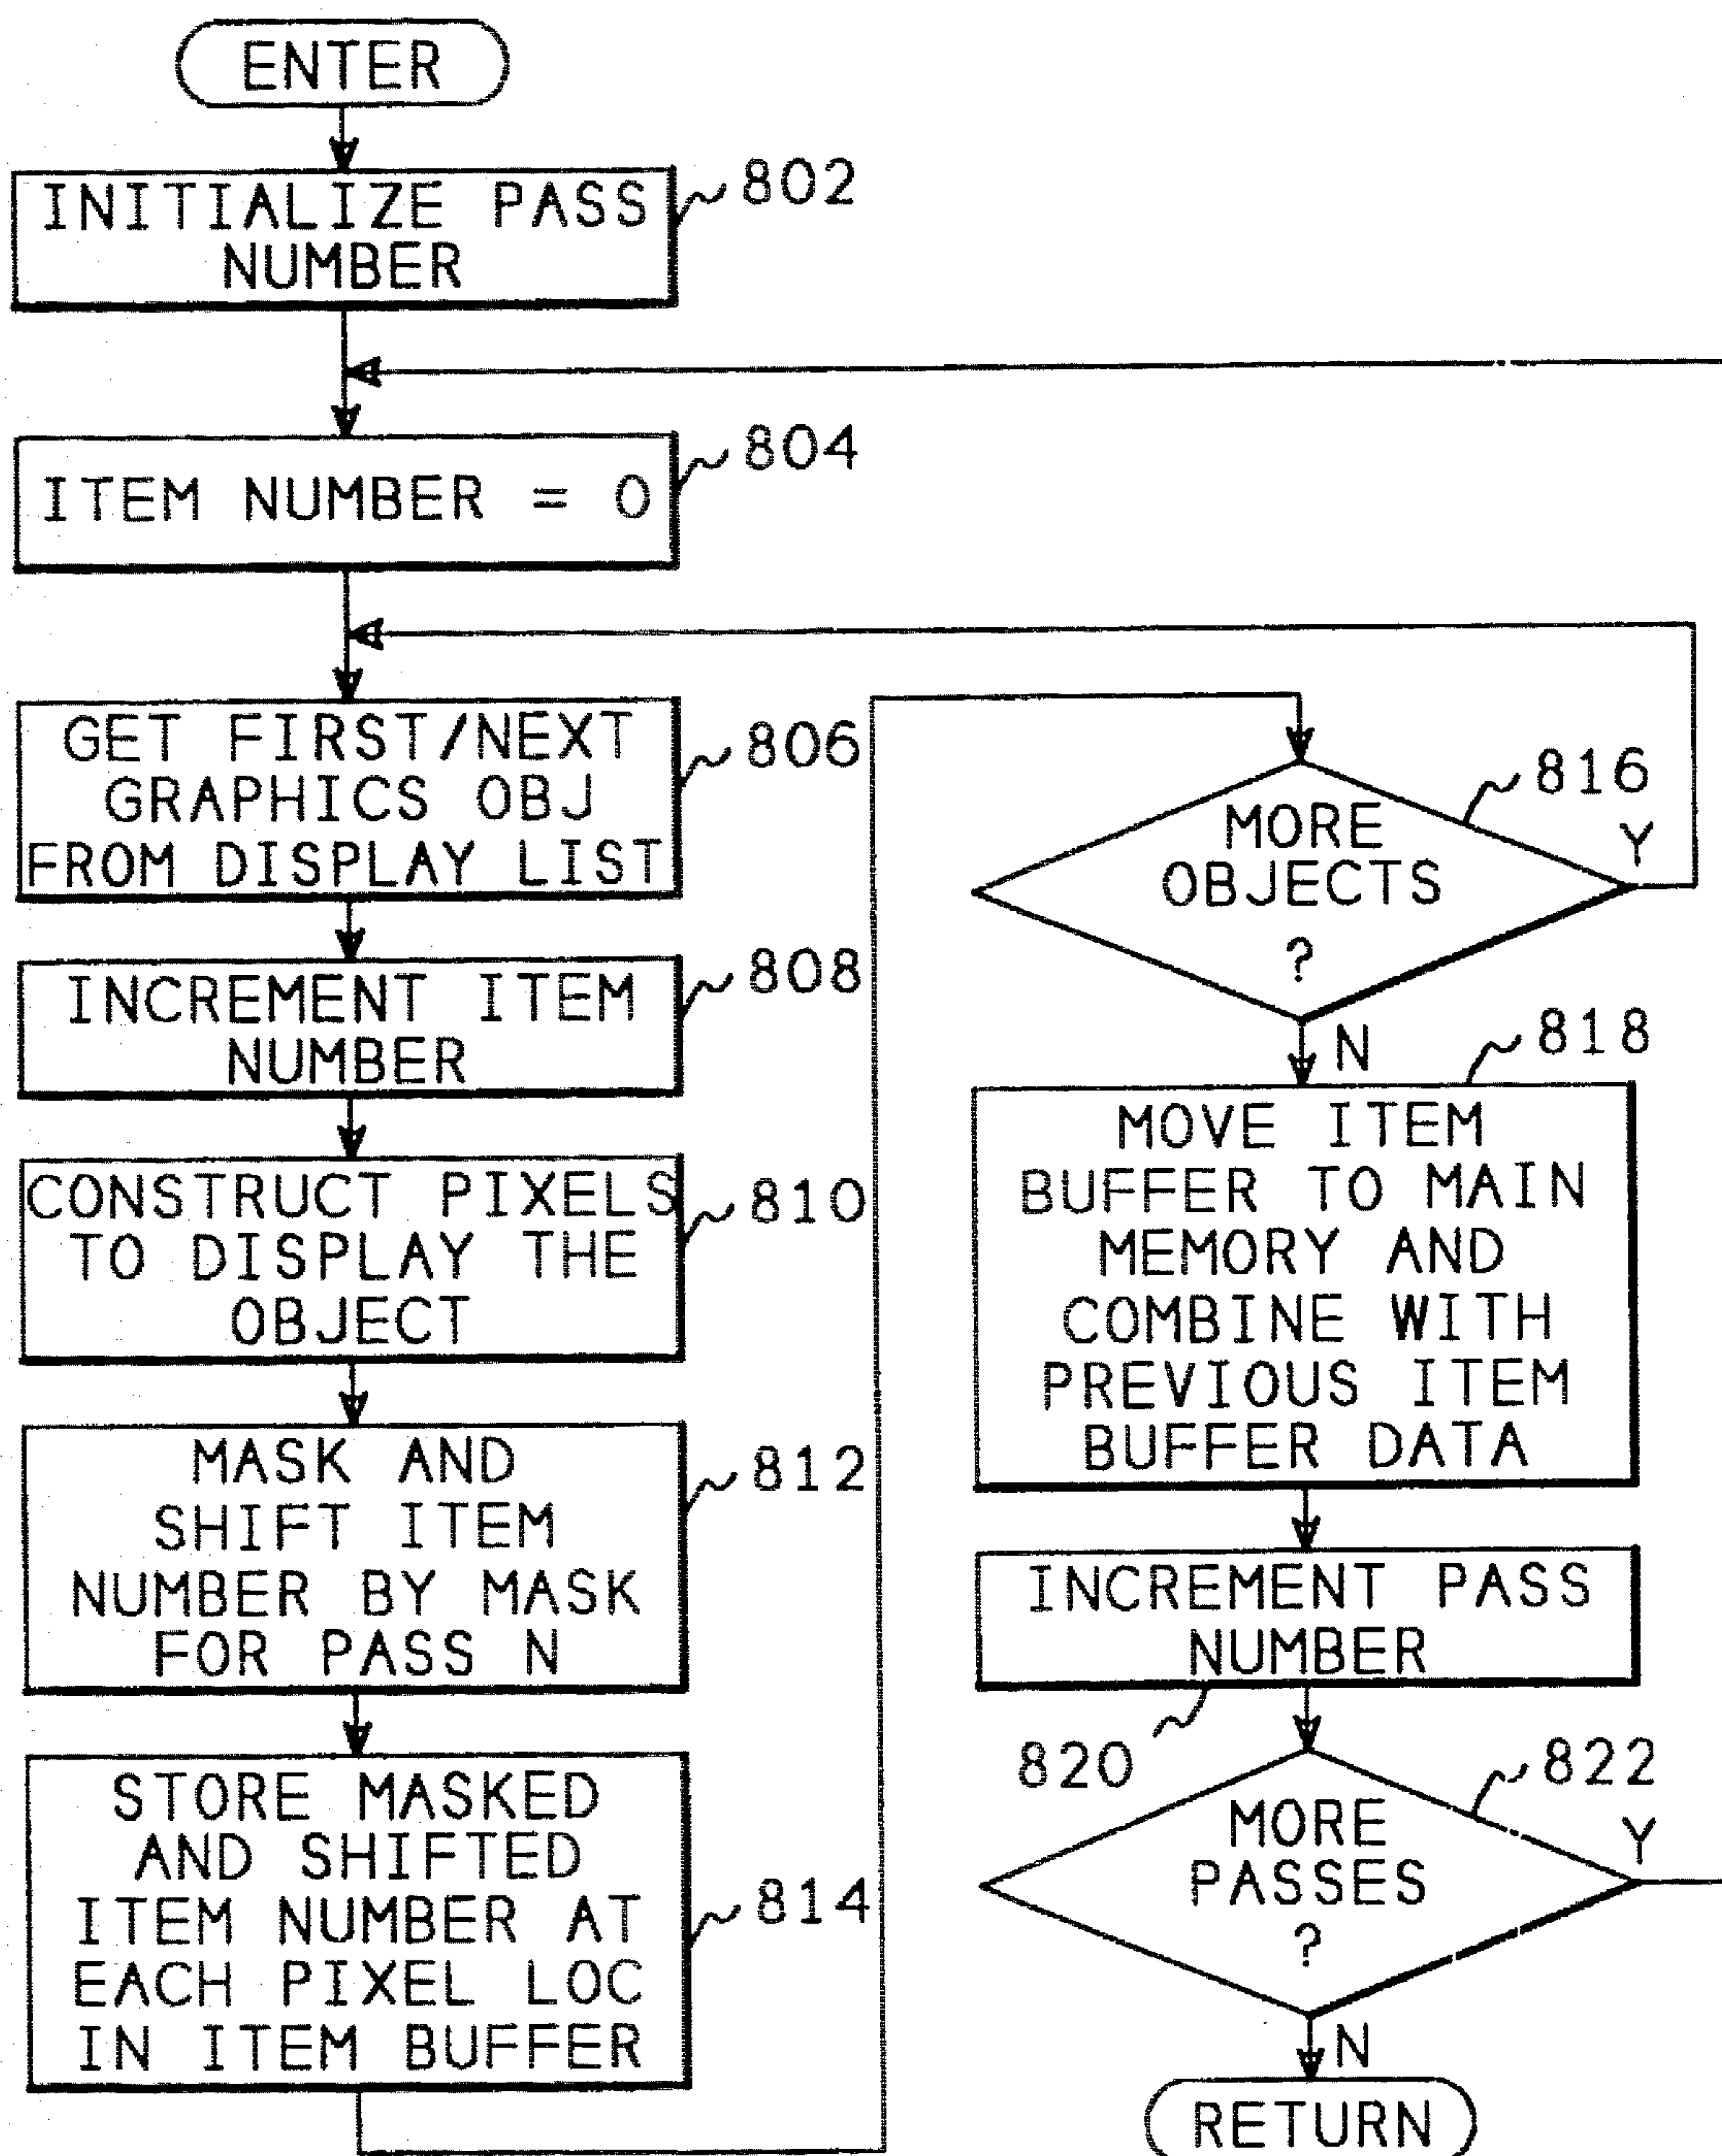 ENTER
INITIALIZE PASS
NUMBER
802
ITEM NUMBER = 0
804
GET FIRST/NEXT
GRAPHICS OBJ
FROM DISPLAY LIST
806
INCREMENT ITEM
NUMBER
808
CONSTRUCT PIXELS
TO DISPLAY THE
OBJECT
810
MASK AND
SHIFT ITEM
NUMBER BY MASK
FOR PASS N
812
STORE MASKED
AND SHIFTED
ITEM NUMBER AT
EACH PIXEL LOC
IN ITEM BUFFER
814
MORE
OBJECTS
?
816
Y
N
MOVE ITEM
BUFFER TO MAIN
MEMORY AND
COMBINE WITH
PREVIOUS ITEM
BUFFER DATA
818
INCREMENT PASS
NUMBER
820
MORE
PASSES
?
822
Y
N
RETURN